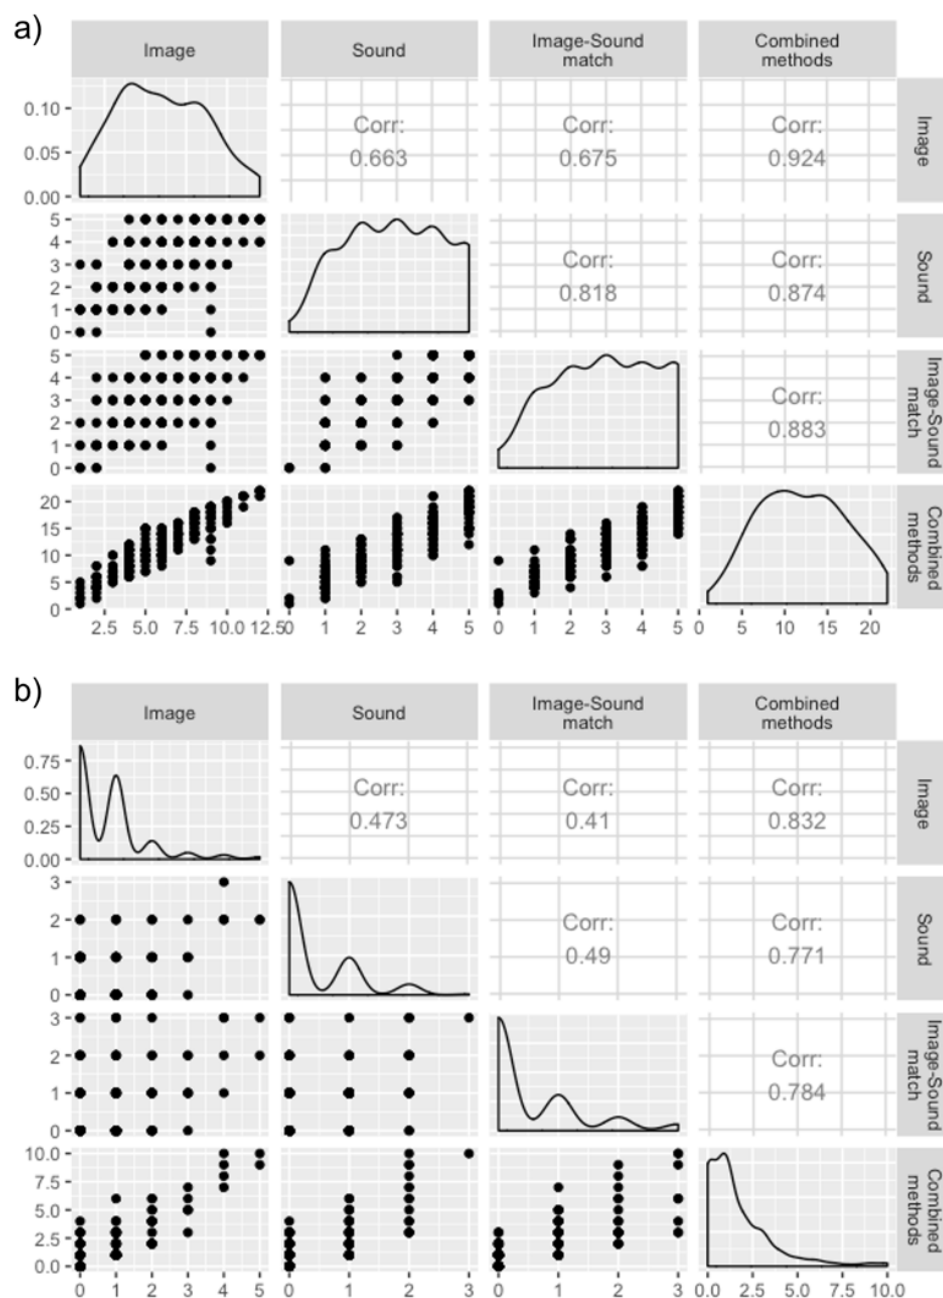 a)
Image
Sound
Image-Sound
match
Combined
methods
0.10
0.05
0.00
Corr:
0.663
Corr:
0.675
Corr:
0.924
Image
5
4
3
2
1
0
Corr:
0.818
Corr:
0.874
Sound
5
4
3
2
1
0
Corr:
0.883
Image-Sound
match
20
15
10
5
0
Combined
methods
2.5 5.0 7.5 10.0 12.5
0 1 2 3 4 5
0 1 2 3 4 5
0 5 10 15 20
b)
Image
Sound
Image-Sound
match
Combined
methods
0.75
0.50
0.25
0.00
Corr:
0.473
Corr:
0.41
Corr:
0.832
Image
3
2
1
0
Corr:
0.49
Corr:
0.771
Sound
3
2
1
0
Corr:
0.784
Image-Sound
match
10.0
7.5
5.0
2.5
0.0
Combined
methods
0 1 2 3 4 5
0 1 2 3
0 1 2 3
0.0 2.5 5.0 7.5 10.0